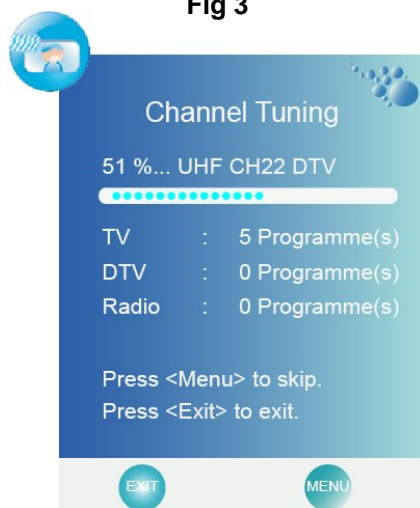 Fig 3
Channel Tuning
51 %... UHF CH22 DTV
TV : 5 Programme(s)
DTV : 0 Programme(s)
Radio : 0 Programme(s)
Press <Menu> to skip.
Press <Exit> to exit.
EXIT MENU